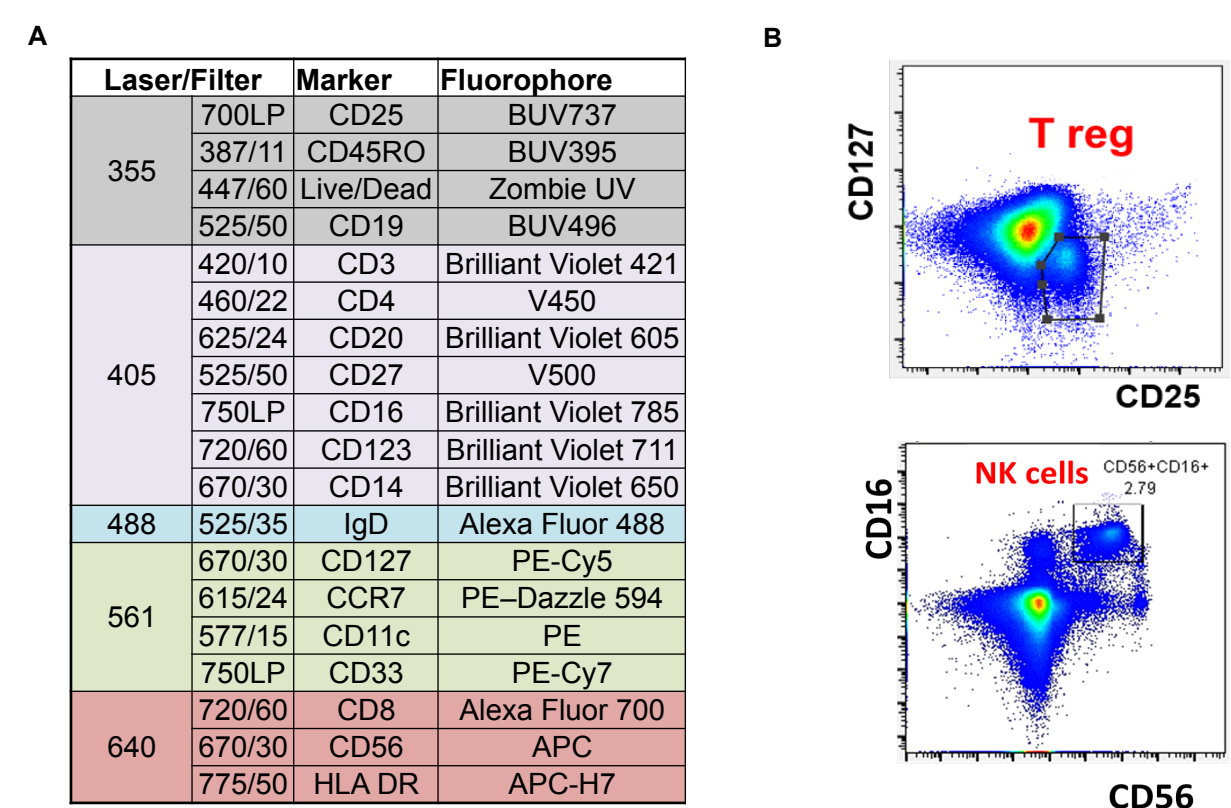 A
Laser/Filter Marker Fluorophore
355
700LP CD25 BUV737
387/11 CD45RO BUV395
447/60 Live/Dead Zombie UV
525/50 CD19 BUV496
405
420/10 CD3 Brilliant Violet 421
460/22 CD4 V450
625/24 CD20 Brilliant Violet 605
525/50 CD27 V500
750LP CD16 Brilliant Violet 785
720/60 CD123 Brilliant Violet 711
670/30 CD14 Brilliant Violet 650
488 525/35 IgD Alexa Fluor 488
561
670/30 CD127 PE-Cy5
615/24 CCR7 PE–Dazzle 594
577/15 CD11c PE
750LP CD33 PE-Cy7
640
720/60 CD8 Alexa Fluor 700
670/30 CD56 APC
775/50 HLA DR APC-H7
B
T reg
CD127
CD25
NK cells
CD56+CD16+
2.79
CD16
CD56